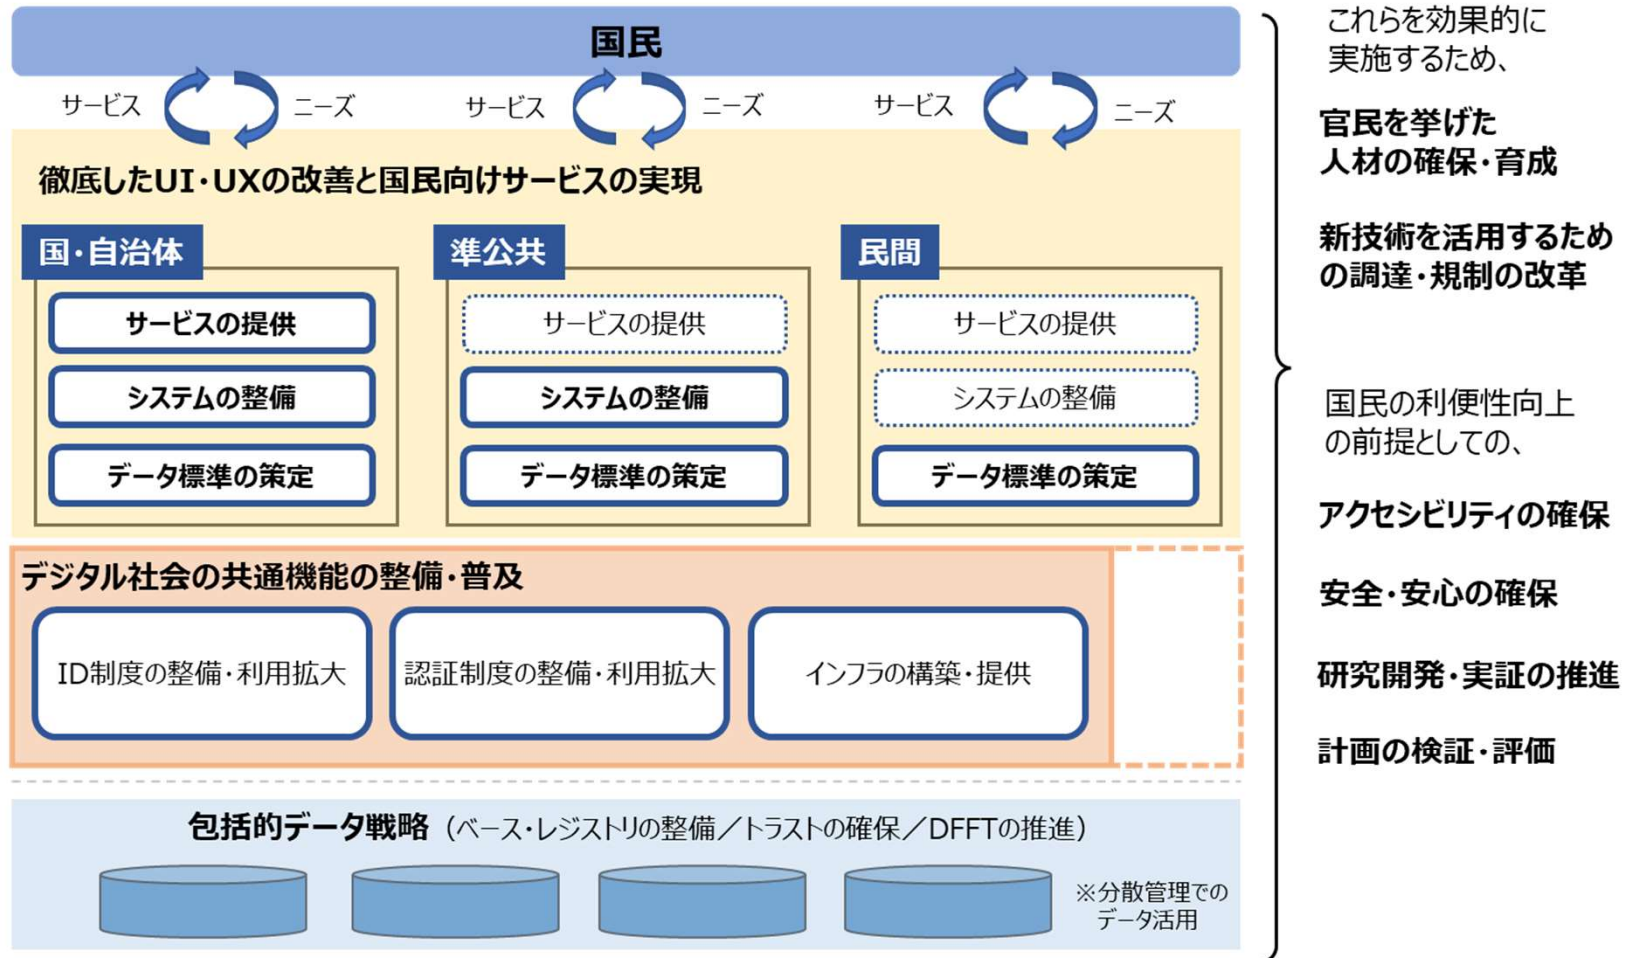 国民
サービス
ニーズ
サービス
ニーズ
サービス
ニーズ
徹底したUI・UXの改善と国民向けサービスの実現
国・自治体
サービスの提供
システムの整備
データ標準の策定
準公共
サービスの提供
システムの整備
データ標準の策定
民間
サービスの提供
システムの整備
データ標準の策定
デジタル社会の共通機能の整備・普及
ID制度の整備・利用拡大
認証制度の整備・利用拡大
インフラの構築・提供
包括的データ戦略（ベース・レジストリの整備／トラストの確保／DFFTの推進）
※分散管理での
データ活用
これらを効果的に
実施するため、
官民を挙げた
人材の確保・育成
新技術を活用するため
の調達・規制の改革
国民の利便性向上
の前提としての、
アクセシビリティの確保
安全・安心の確保
研究開発・実証の推進
計画の検証・評価